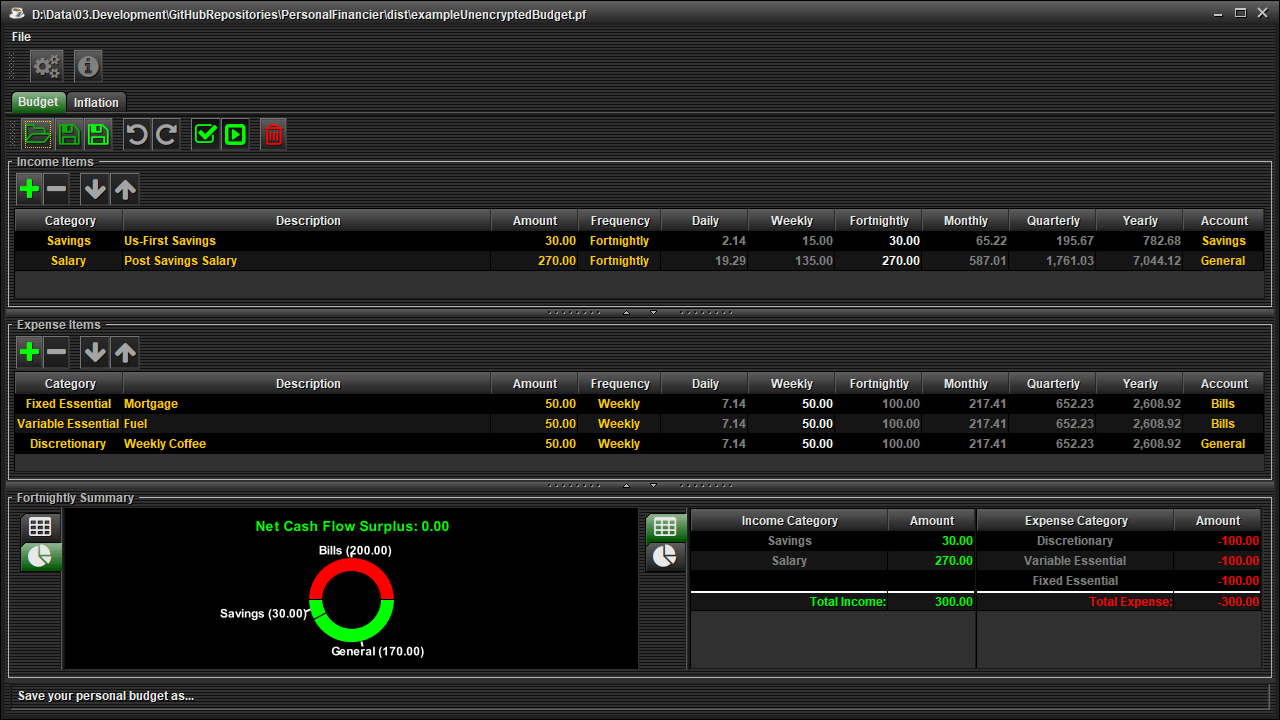 D:\Data\03.Development\GitHubRepositories\PersonalFinancier\dist\exampleUnencryptedBudget.pf
File
Budget Inflation
Income Items
Category Description Amount Frequency Daily Weekly Fortnightly Monthly Quarterly Yearly Account
Savings Us-First Savings 30.00 Fortnightly 2.14 15.00 30.00 65.22 195.67 782.68 Savings
Salary Post Savings Salary 270.00 Fortnightly 19.29 135.00 270.00 587.01 1,761.03 7,044.12 General
Expense Items
Category Description Amount Frequency Daily Weekly Fortnightly Monthly Quarterly Yearly Account
Fixed Essential Mortgage 50.00 Weekly 7.14 50.00 100.00 217.41 652.23 2,608.92 Bills
Variable Essential Fuel 50.00 Weekly 7.14 50.00 100.00 217.41 652.23 2,608.92 Bills
Discretionary Weekly Coffee 50.00 Weekly 7.14 50.00 100.00 217.41 652.23 2,608.92 General
Fortnightly Summary
Net Cash Flow Surplus: 0.00
Bills (200.00)
Savings (30.00)
General (170.00)
Income Category Amount Expense Category Amount
Savings 30.00 Discretionary -100.00
Salary 270.00 Variable Essential -100.00
Fixed Essential -100.00
Total Income: 300.00 Total Expense: -300.00
Save your personal budget as...